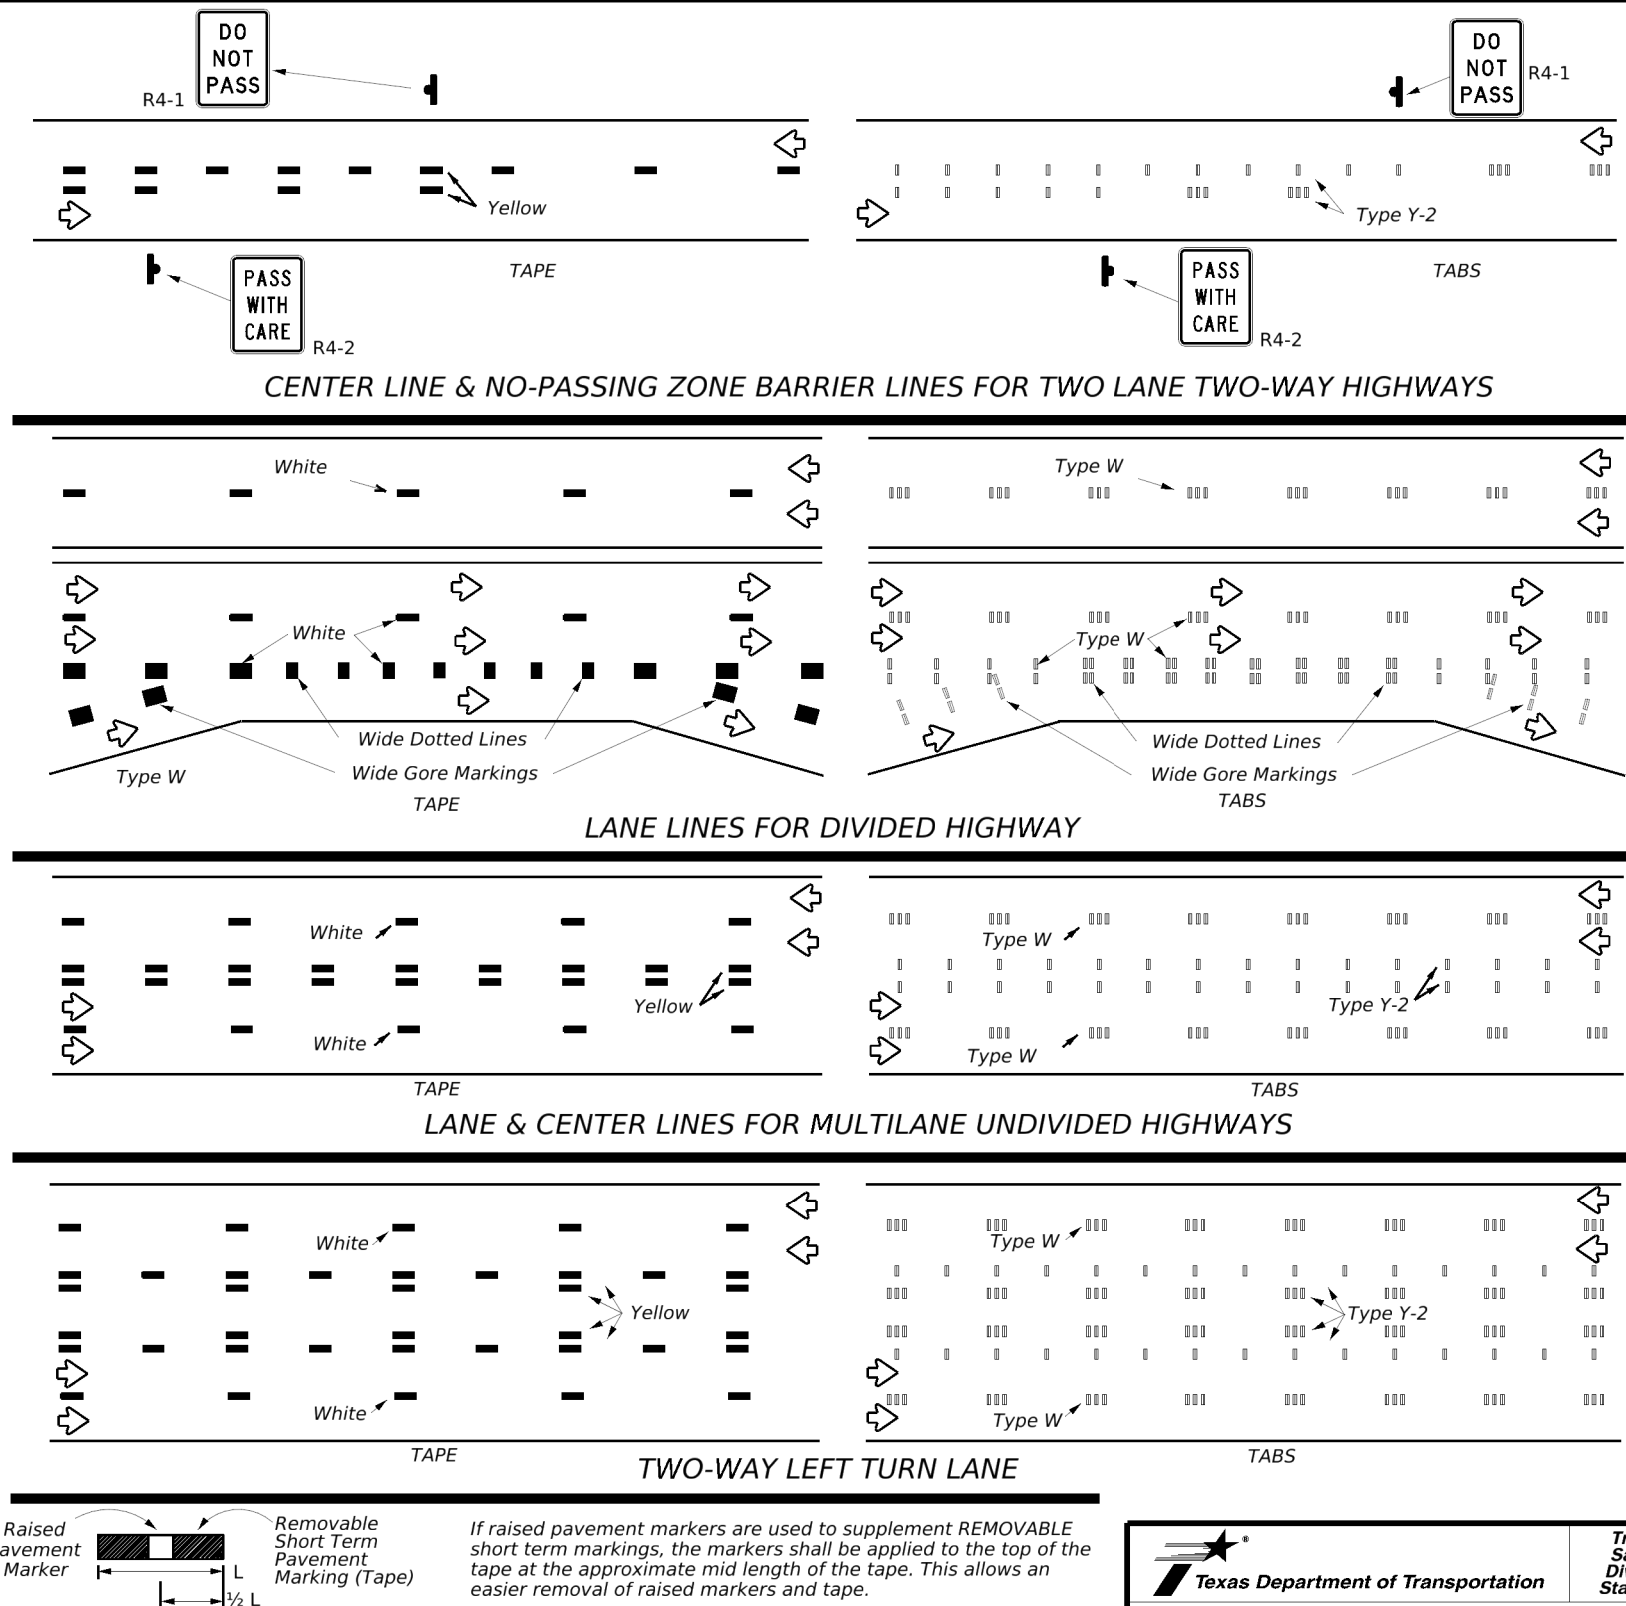 DO
NOT
PASS
R4-1
DO
NOT
PASS
R4-1
Yellow
Type Y-2
PASS
WITH
CARE
R4-2
TAPE
PASS
WITH
CARE
R4-2
TABS
CENTER LINE & NO-PASSING ZONE BARRIER LINES FOR TWO LANE TWO-WAY HIGHWAYS
White
Type W
White
Type W
Wide Dotted Lines
Wide Gore Markings
Type W
TAPE
Wide Dotted Lines
Wide Gore Markings
TABS
LANE LINES FOR DIVIDED HIGHWAY
White
Type W
Yellow
Type Y-2
White
Type W
TAPE
TABS
LANE & CENTER LINES FOR MULTILANE UNDIVIDED HIGHWAYS
White
Type W
Yellow
Type Y-2
White
Type W
TAPE
TABS
TWO-WAY LEFT TURN LANE
Raised
avement
Marker
L
½ L
Removable
Short Term
Pavement
Marking (Tape)
If raised pavement markers are used to supplement REMOVABLE
short term markings, the markers shall be applied to the top of the
tape at the approximate mid length of the tape. This allows an
easier removal of raised markers and tape.
®
Texas Department of Transportation
Tr
Sa
Div
Sta